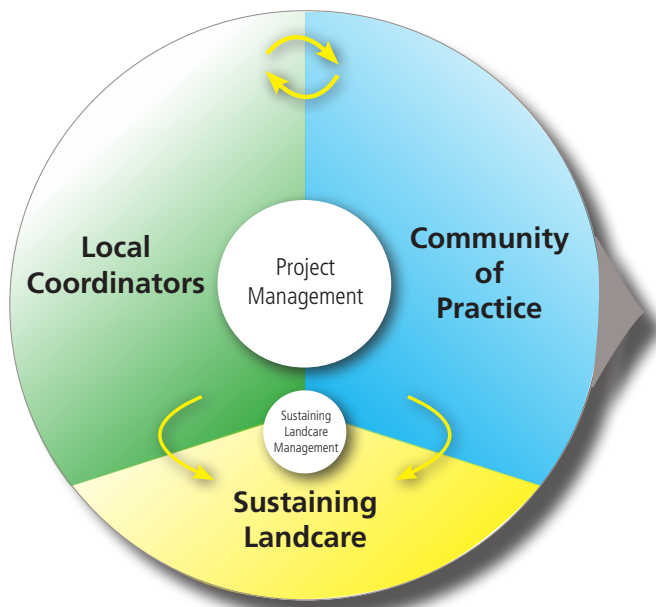 Local
Coordinators
Project
Management
Community
of
Practice
Sustaining
Landcare
Management
Sustaining
Landcare